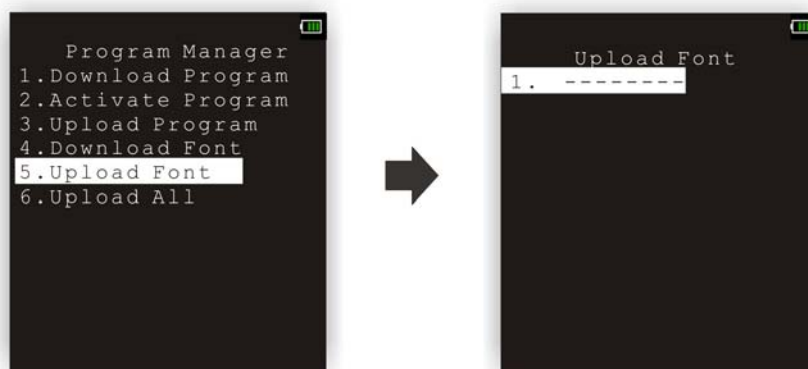 Program Manager
1.Download Program
2.Activate Program
3.Upload Program
4.Download Font
5.Upload Font
6.Upload All
Upload Font
1. --------